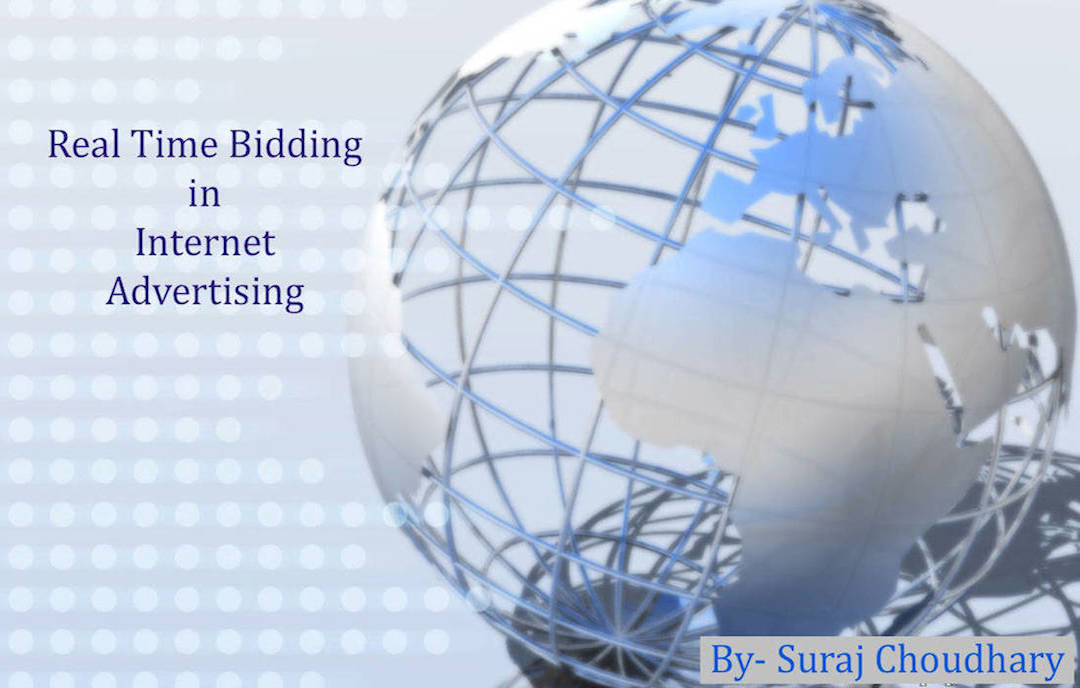 Real Time Bidding
in
Internet
Advertising
By- Suraj Choudhary